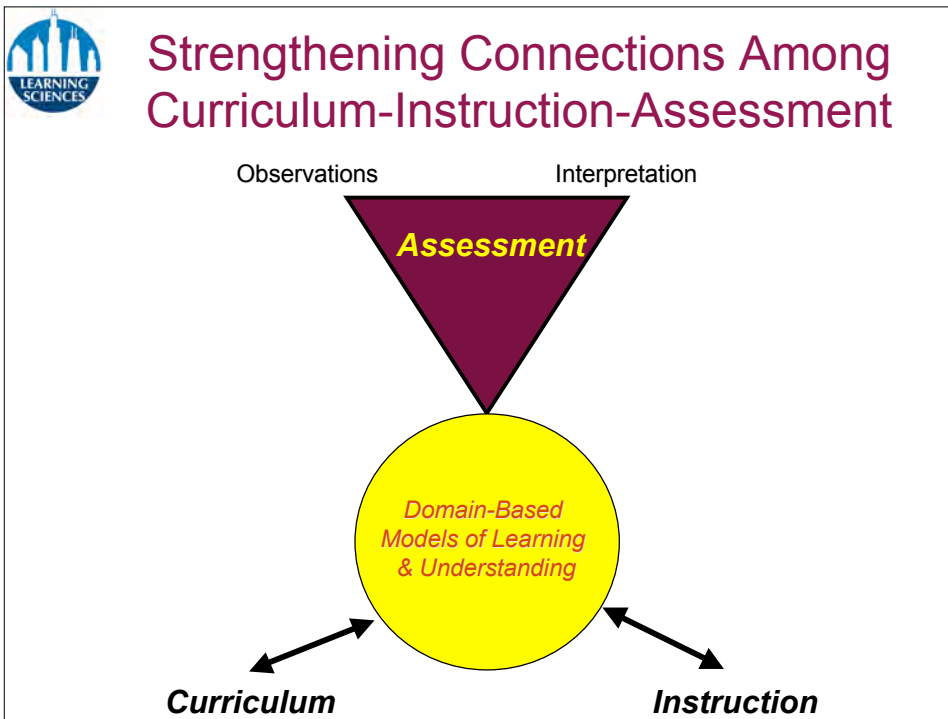 LEARNING
SCIENCES
Strengthening Connections Among
Curriculum-Instruction-Assessment
Observations
Interpretation
Assessment
Domain-Based
Models of Learning
& Understanding
Curriculum
Instruction